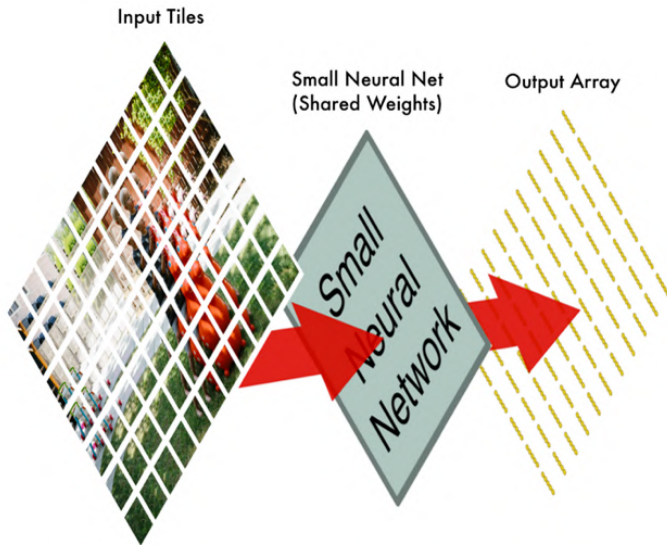 Input Tiles
Small Neural Net
(Shared Weights)
Output Array
Small
Neural
Network